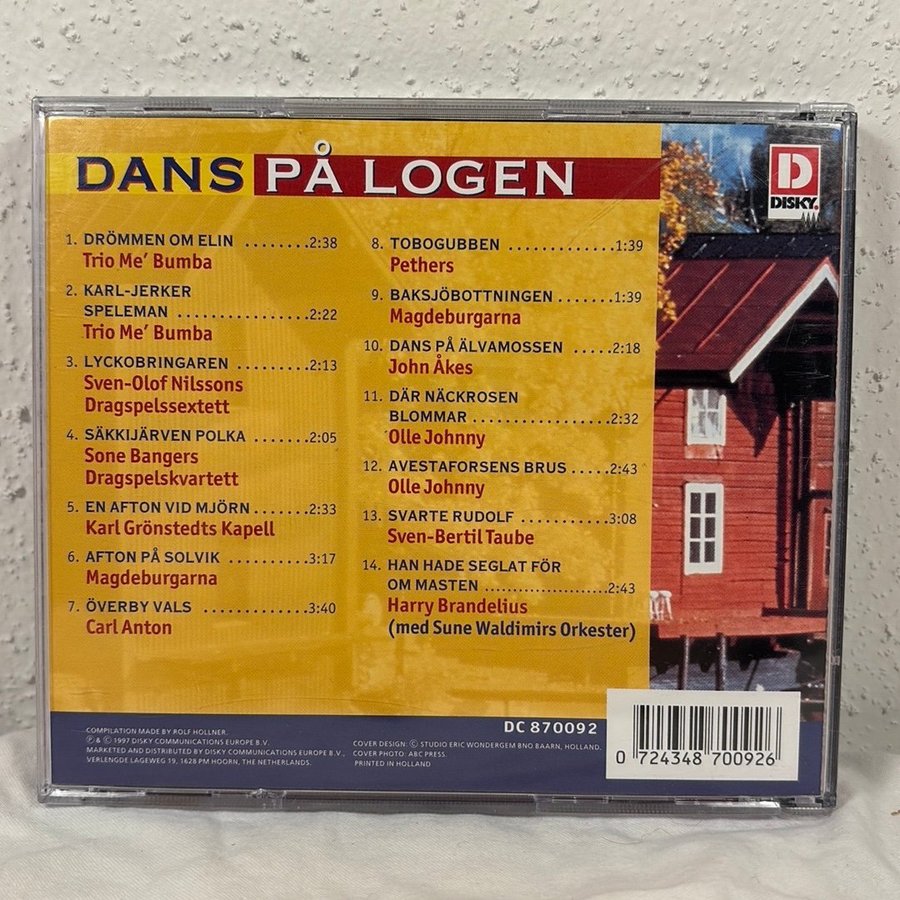 DANS PÅ LOGEN
D
DISKY.
1. DRÖMMEN OM ELIN ........2:38
Trio Me' Bumba
2. KARL-JERKER
SPELEMAN .................2:22
Trio Me' Bumba
3. LYCKOBRINGAREN ..........2:13
Sven-Olof Nilssons
Dragspelssextett
4. SÄKKIJÄRVEN POLKA ........2:05
Sone Bangers
Dragspelskvartett
5. EN AFTON VID MJÖRN ......2:33
Karl Grönstedts Kapell
6. AFTON PÅ SOLVIK ..........3:17
Magdeburgarna
7. ÖVERBY VALS .............3:40
Carl Anton
8. TOBOGUBBEN .............1:39
Pethers
9. BAKSJÖBOTTNINGEN .......1:39
Magdeburgarna
10. DANS PÅ ÄLVAMOSSEN .....2:18
John Åkes
11. DÄR NÄCKROSEN
BLOMMAR ..................2:32
Olle Johnny
12. AVESTAFORSENS BRUS .....2:43
Olle Johnny
13. SVARTE RUDOLF ...........3:08
Sven-Bertil Taube
14. HAN HADE SEGLAT FÖR
OM MASTEN ................2:43
Harry Brandelius
(med Sune Waldimirs Orkester)
DC 870092
COMPILATION MADE BY ROLF HOLLNER.
℗ & © 1997 DISKY COMMUNICATIONS EUROPE B.V.
MARKETED AND DISTRIBUTED BY DISKY COMMUNICATIONS EUROPE B.V.,
VERLENGDE LAGEWEG 19, 1628 PM HOORN, THE NETHERLANDS.
COVER DESIGN: © STUDIO ERIC WONDERGEM BNO BAARN, HOLLAND.
COVER PHOTO: ABC PRESS.
PRINTED IN HOLLAND
0 724348 700926